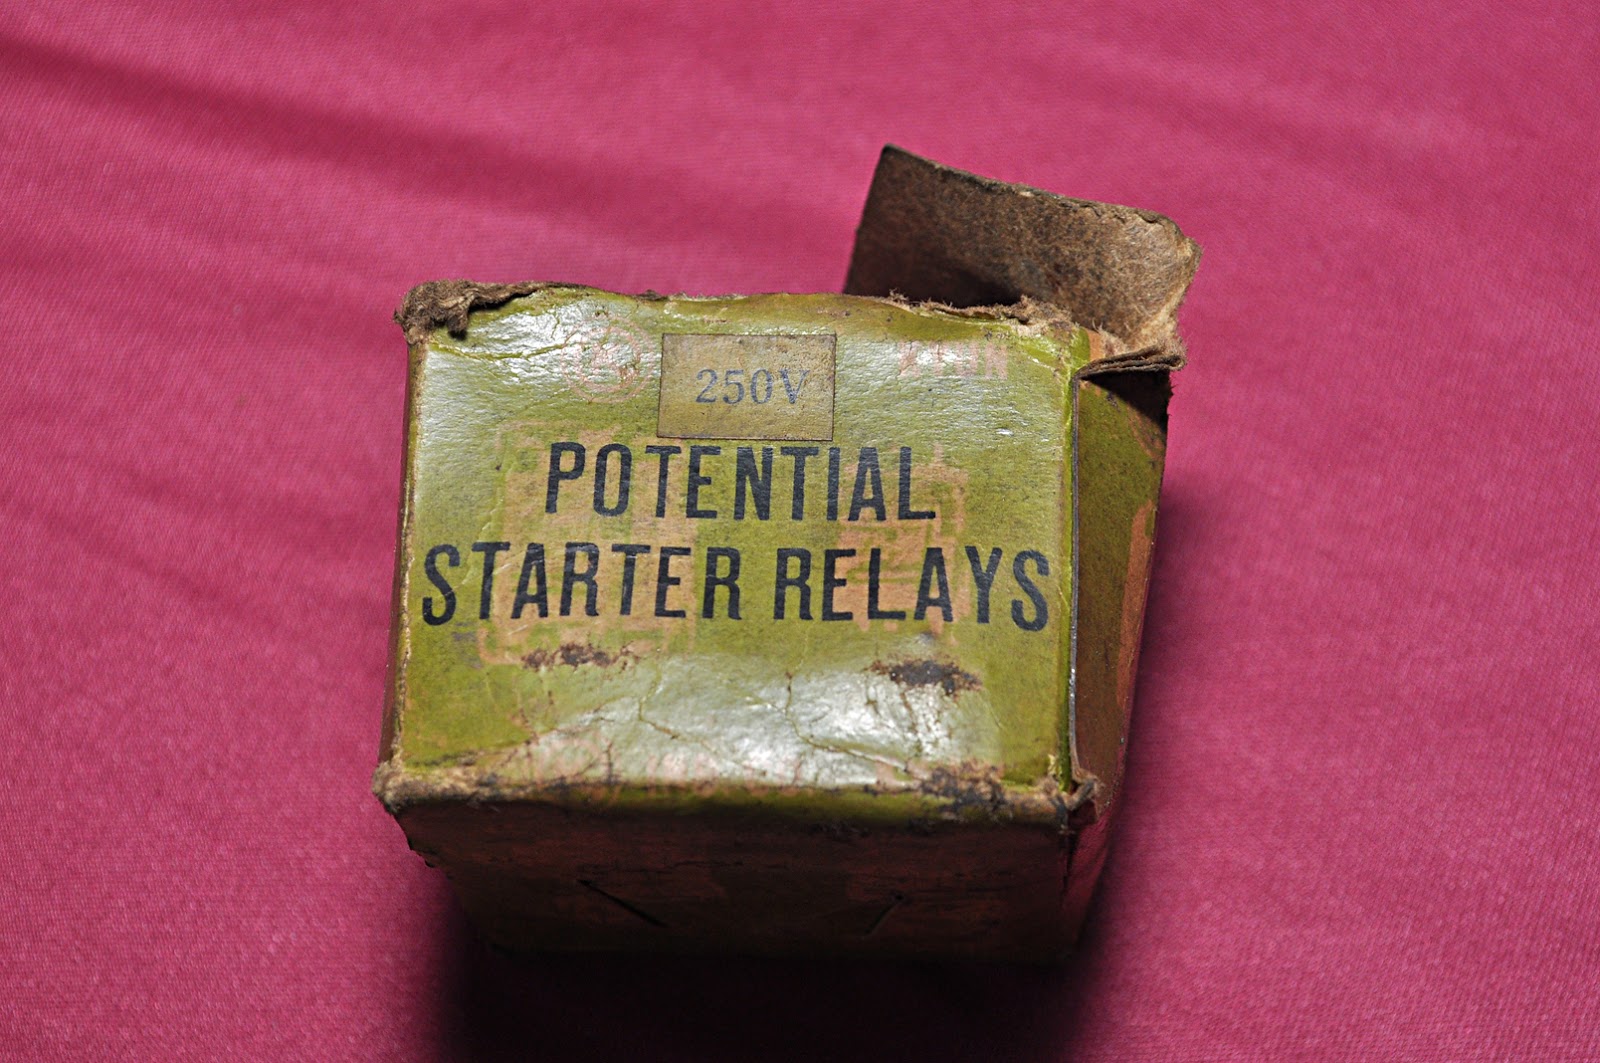 250V
POTENTIAL
STARTER RELAYS